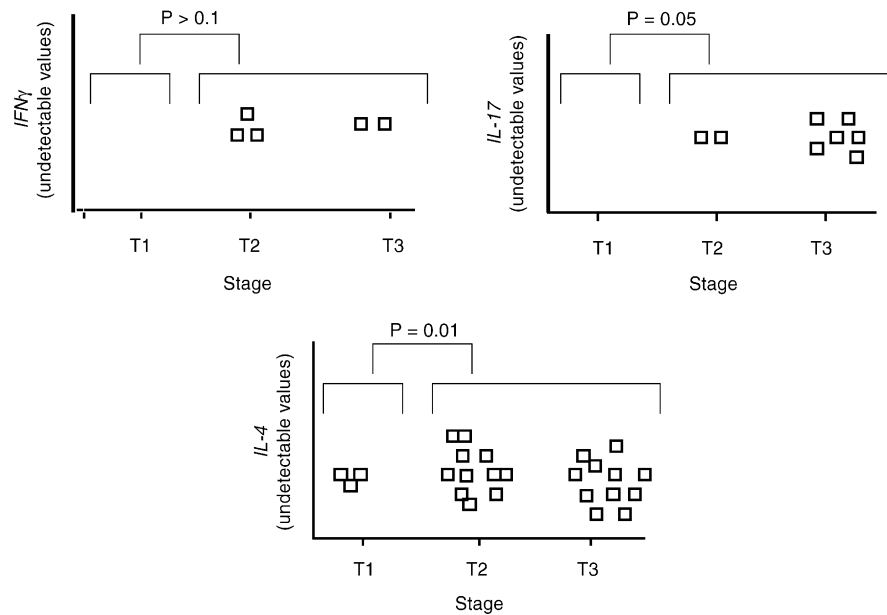 P > 0.1
IFNγ
(undetectable values)
T1 T2 T3
Stage
P = 0.05
IL-17
(undetectable values)
T1 T2 T3
Stage
P = 0.01
IL-4
(undetectable values)
T1 T2 T3
Stage